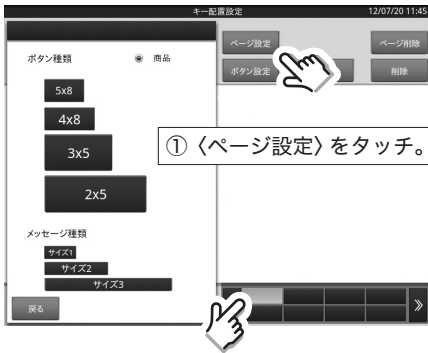 キー配置設定
12/07/20 11:45
ページ設定
ページ削除
ボタン種類
商品
ボタン設定
削除
5x8
4x8
3x5
2x5
① 〈ページ設定〉をタッチ。
メッセージ種類
サイズ1
サイズ2
サイズ3
戻る